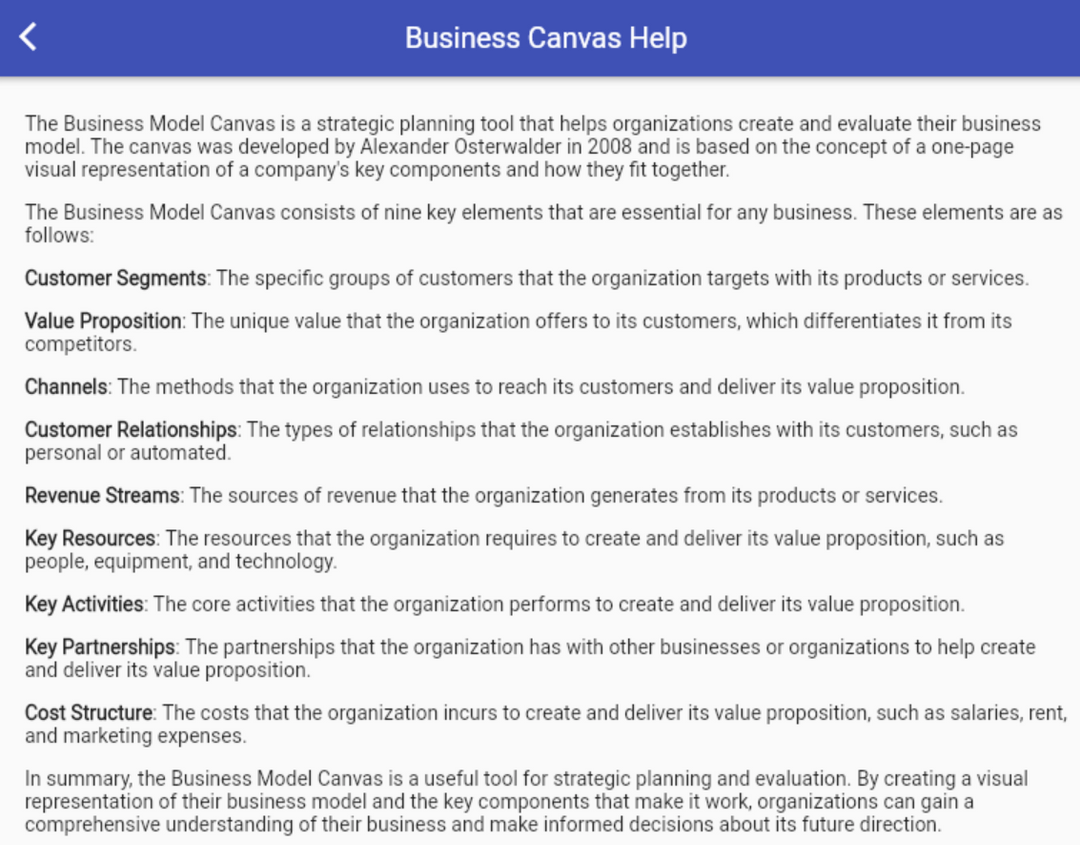 Business Canvas Help
The Business Model Canvas is a strategic planning tool that helps organizations create and evaluate their business
model. The canvas was developed by Alexander Osterwalder in 2008 and is based on the concept of a one-page
visual representation of a company's key components and how they fit together.
The Business Model Canvas consists of nine key elements that are essential for any business. These elements are as
follows:
Customer Segments: The specific groups of customers that the organization targets with its products or services.
Value Proposition: The unique value that the organization offers to its customers, which differentiates it from its
competitors.
Channels: The methods that the organization uses to reach its customers and deliver its value proposition.
Customer Relationships: The types of relationships that the organization establishes with its customers, such as
personal or automated.
Revenue Streams: The sources of revenue that the organization generates from its products or services.
Key Resources: The resources that the organization requires to create and deliver its value proposition, such as
people, equipment, and technology.
Key Activities: The core activities that the organization performs to create and deliver its value proposition.
Key Partnerships: The partnerships that the organization has with other businesses or organizations to help create
and deliver its value proposition.
Cost Structure: The costs that the organization incurs to create and deliver its value proposition, such as salaries, rent,
and marketing expenses.
In summary, the Business Model Canvas is a useful tool for strategic planning and evaluation. By creating a visual
representation of their business model and the key components that make it work, organizations can gain a
comprehensive understanding of their business and make informed decisions about its future direction.